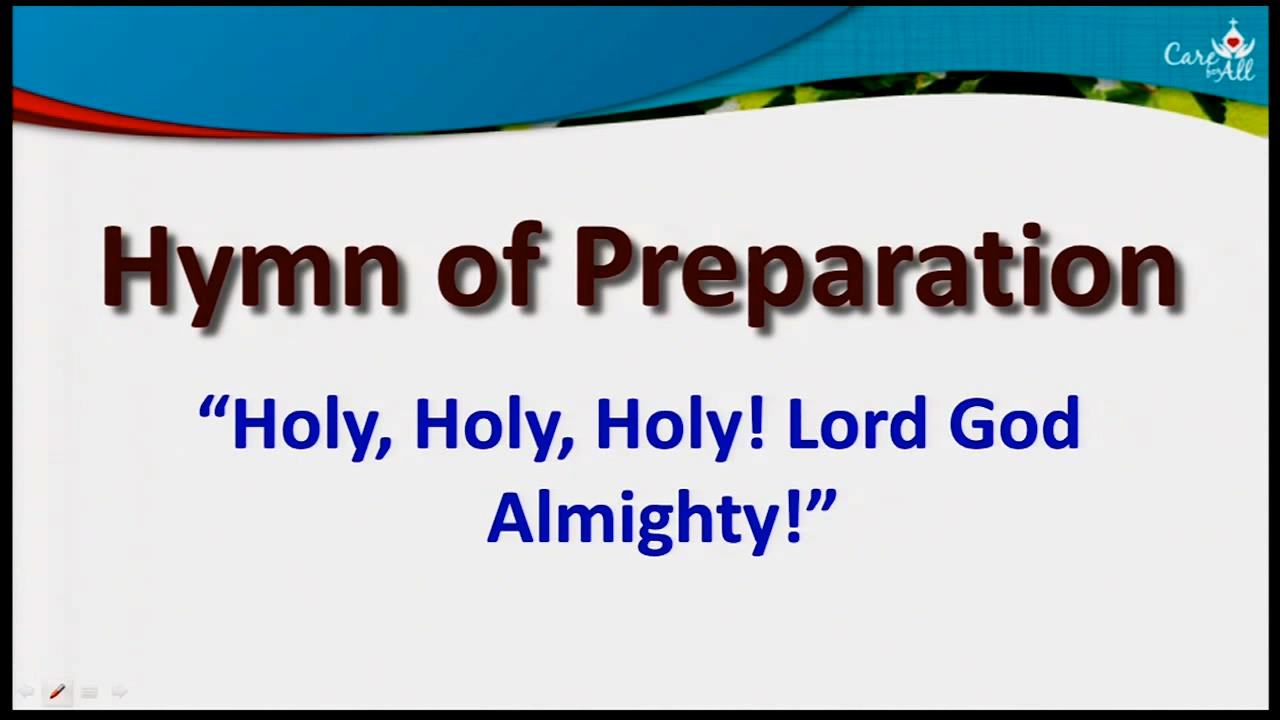 Care
for All
Hymn of Preparation
“Holy, Holy, Holy! Lord God
Almighty!”